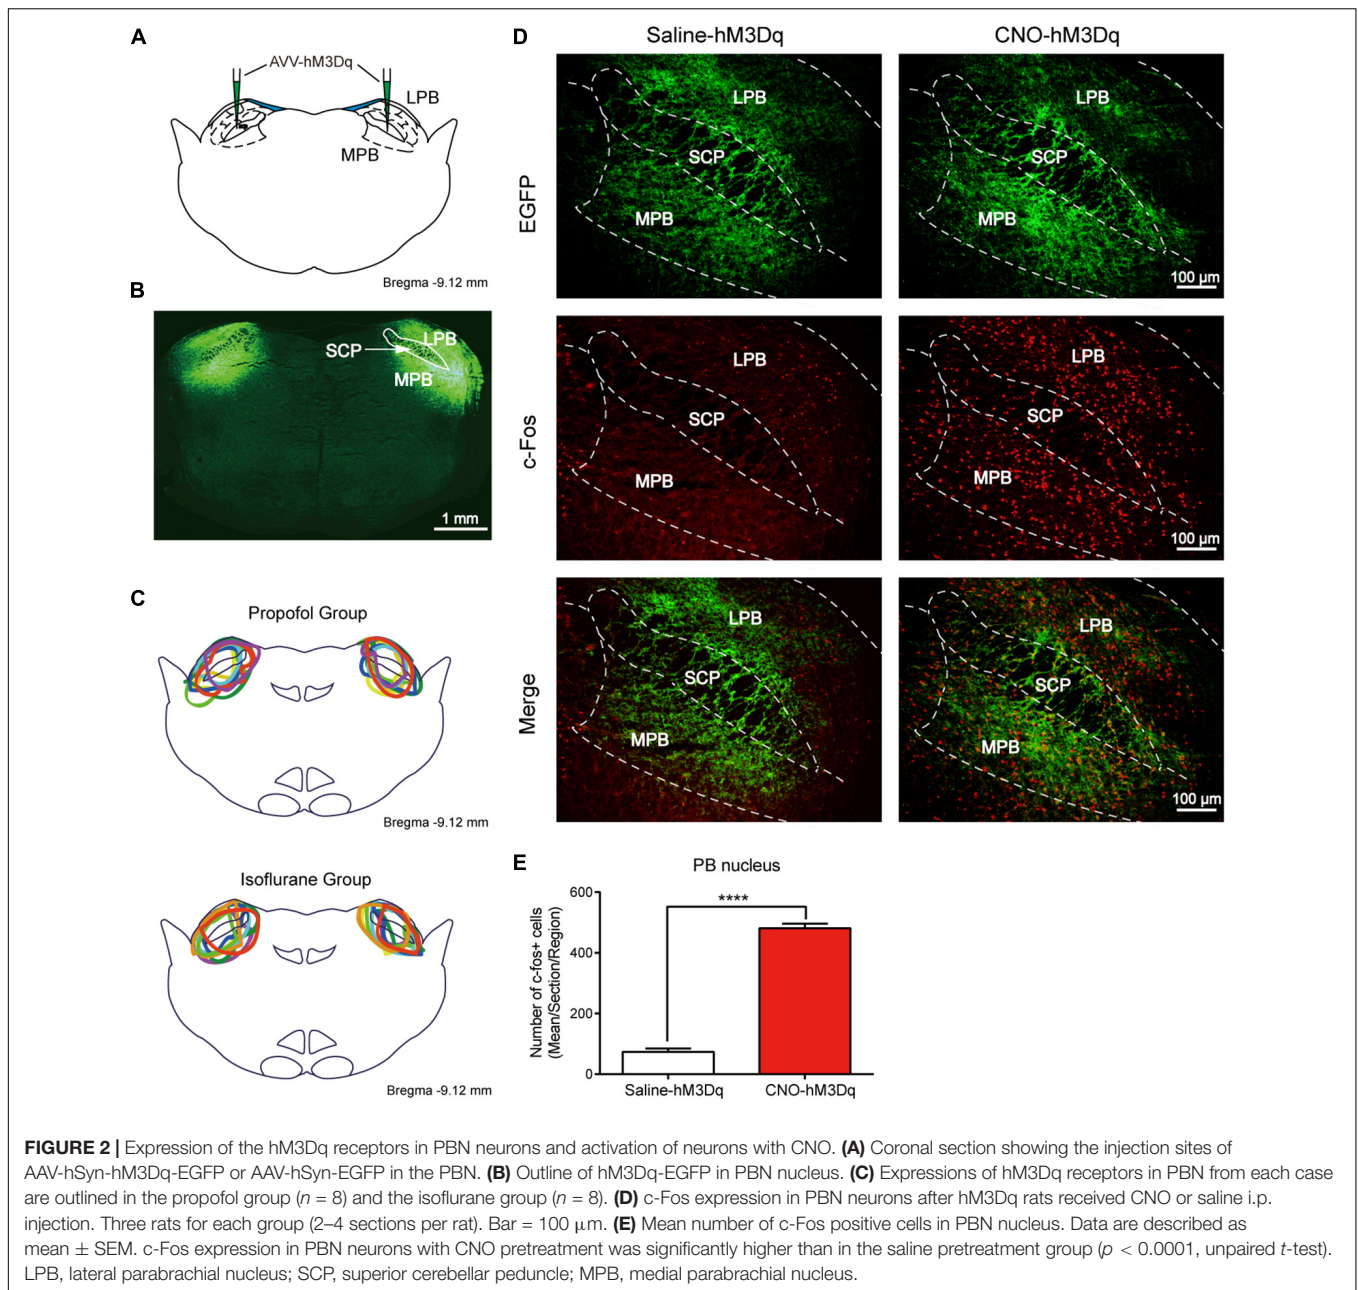 A
AVV-hM3Dq
LPB
MPB
Bregma -9.12 mm
B
LPB
SCP
MPB
1 mm
C
Propofol Group
Bregma -9.12 mm
Isoflurane Group
Bregma -9.12 mm
D
Saline-hM3Dq
CNO-hM3Dq
EGFP
LPB
SCP
MPB
LPB
SCP
MPB
100 µm
c-Fos
LPB
SCP
MPB
LPB
SCP
MPB
100 µm
Merge
LPB
SCP
MPB
LPB
SCP
MPB
100 µm
E
PB nucleus
Number of c-fos+ cells
(Mean/Section/Region)
600
400
200
0
****
Saline-hM3Dq
CNO-hM3Dq
FIGURE 2 | Expression of the hM3Dq receptors in PBN neurons and activation of neurons with CNO. (A) Coronal section showing the injection sites of
AAV-hSyn-hM3Dq-EGFP or AAV-hSyn-EGFP in the PBN. (B) Outline of hM3Dq-EGFP in PBN nucleus. (C) Expressions of hM3Dq receptors in PBN from each case
are outlined in the propofol group (n = 8) and the isoflurane group (n = 8). (D) c-Fos expression in PBN neurons after hM3Dq rats received CNO or saline i.p.
injection. Three rats for each group (2–4 sections per rat). Bar = 100 µm. (E) Mean number of c-Fos positive cells in PBN nucleus. Data are described as
mean ± SEM. c-Fos expression in PBN neurons with CNO pretreatment was significantly higher than in the saline pretreatment group (p < 0.0001, unpaired t-test).
LPB, lateral parabrachial nucleus; SCP, superior cerebellar peduncle; MPB, medial parabrachial nucleus.